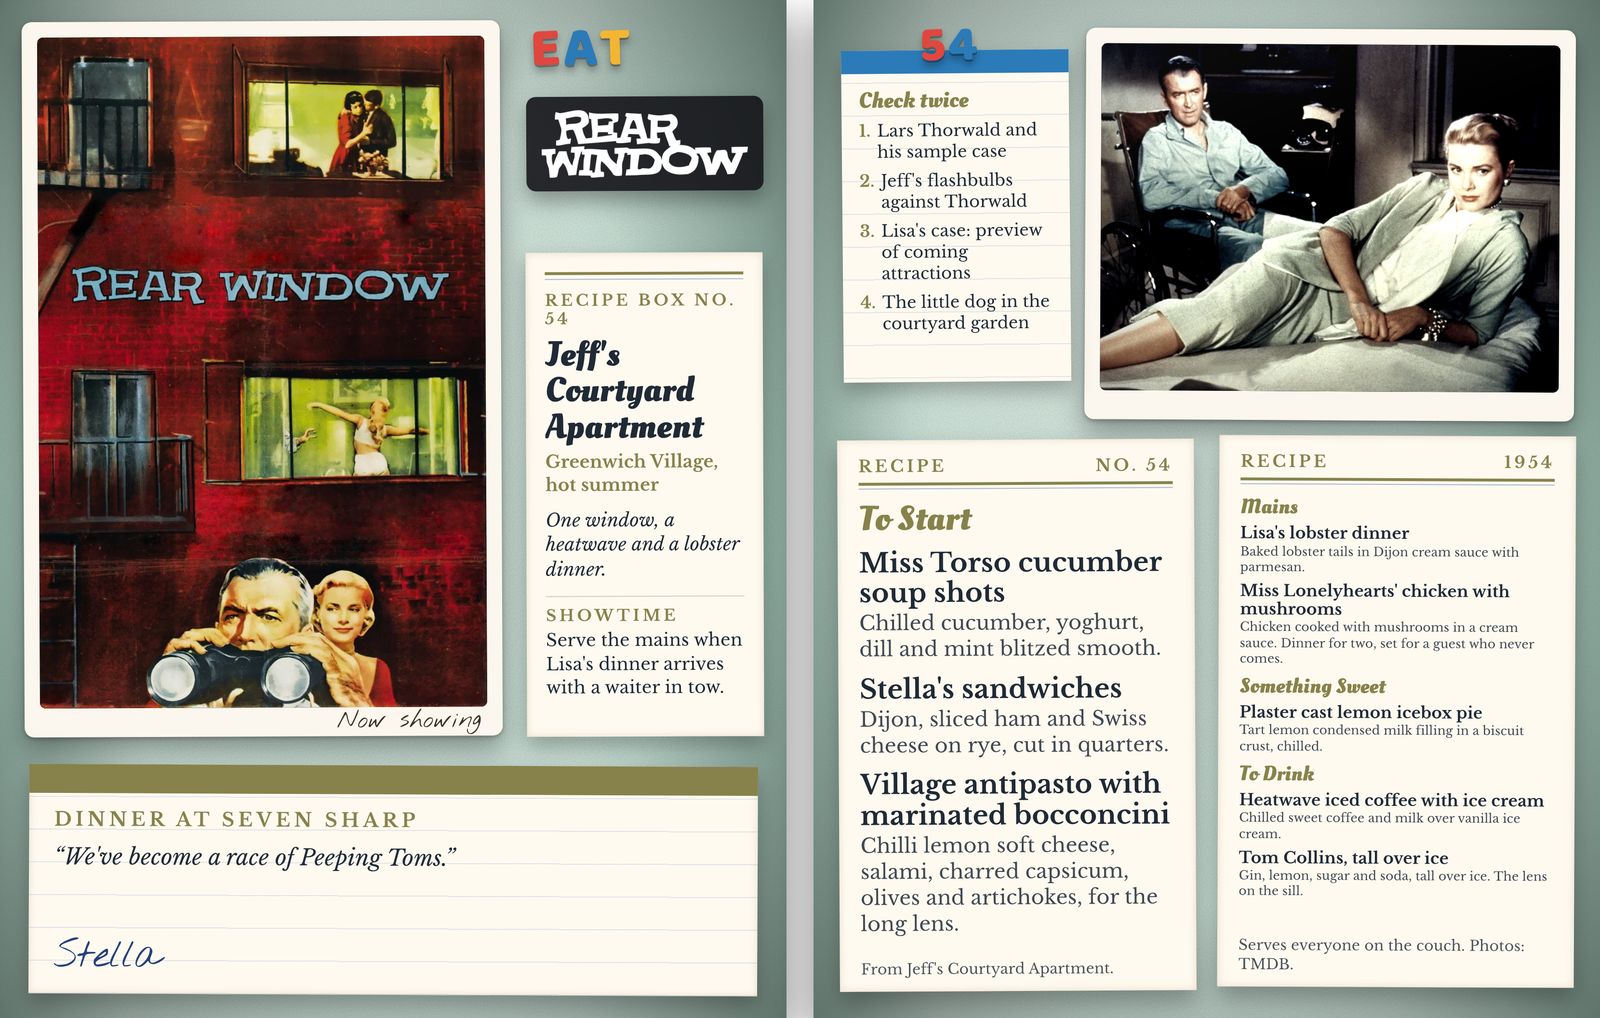 EAT
REAR
WINDOW
REAR WINDOW
Now showing
RECIPE BOX NO.
54
Jeff's
Courtyard
Apartment
Greenwich Village,
hot summer
One window, a
heatwave and a lobster
dinner.
SHOWTIME
Serve the mains when
Lisa's dinner arrives
with a waiter in tow.
DINNER AT SEVEN SHARP
“We've become a race of Peeping Toms.”
Stella
54
Check twice
1. Lars Thorwald and
his sample case
2. Jeff's flashbulbs
against Thorwald
3. Lisa's case: preview
of coming
attractions
4. The little dog in the
courtyard garden
RECIPE NO. 54
To Start
Miss Torso cucumber
soup shots
Chilled cucumber, yoghurt,
dill and mint blitzed smooth.
Stella's sandwiches
Dijon, sliced ham and Swiss
cheese on rye, cut in quarters.
Village antipasto with
marinated bocconcini
Chilli lemon soft cheese,
salami, charred capsicum,
olives and artichokes, for the
long lens.
From Jeff's Courtyard Apartment.
RECIPE 1954
Mains
Lisa's lobster dinner
Baked lobster tails in Dijon cream sauce with
parmesan.
Miss Lonelyhearts' chicken with
mushrooms
Chicken cooked with mushrooms in a cream
sauce. Dinner for two, set for a guest who never
comes.
Something Sweet
Plaster cast lemon icebox pie
Tart lemon condensed milk filling in a biscuit
crust, chilled.
To Drink
Heatwave iced coffee with ice cream
Chilled sweet coffee and milk over vanilla ice
cream.
Tom Collins, tall over ice
Gin, lemon, sugar and soda, tall over ice. The lens
on the sill.
Serves everyone on the couch. Photos:
TMDB.